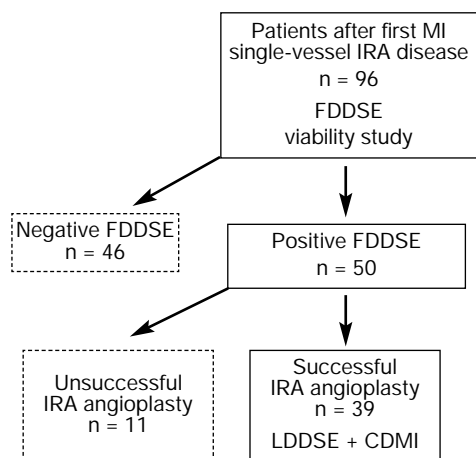 Patients after first MI
single-vessel IRA disease
n = 96
FDDSE
viability study
Negative FDDSE
n = 46
Positive FDDSE
n = 50
Unsuccessful
IRA angioplasty
n = 11
Successful
IRA angioplasty
n = 39
LDDSE + CDMI